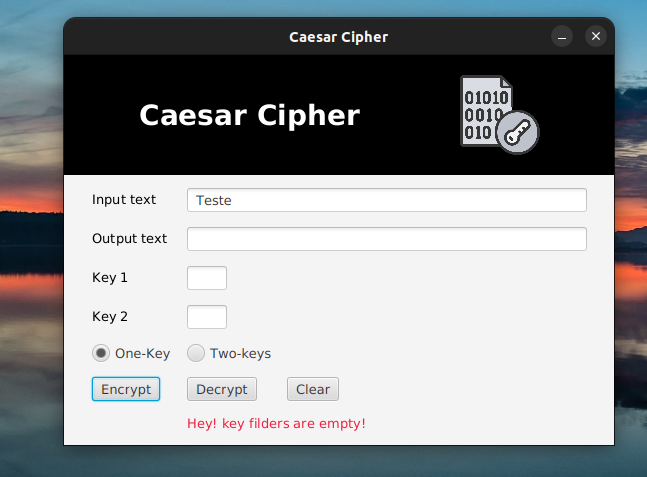 Caesar Cipher
Caesar Cipher
01010
0010
010
Input text Teste
Output text
Key 1
Key 2
One-Key Two-keys
Encrypt Decrypt Clear
Hey! key filders are empty!